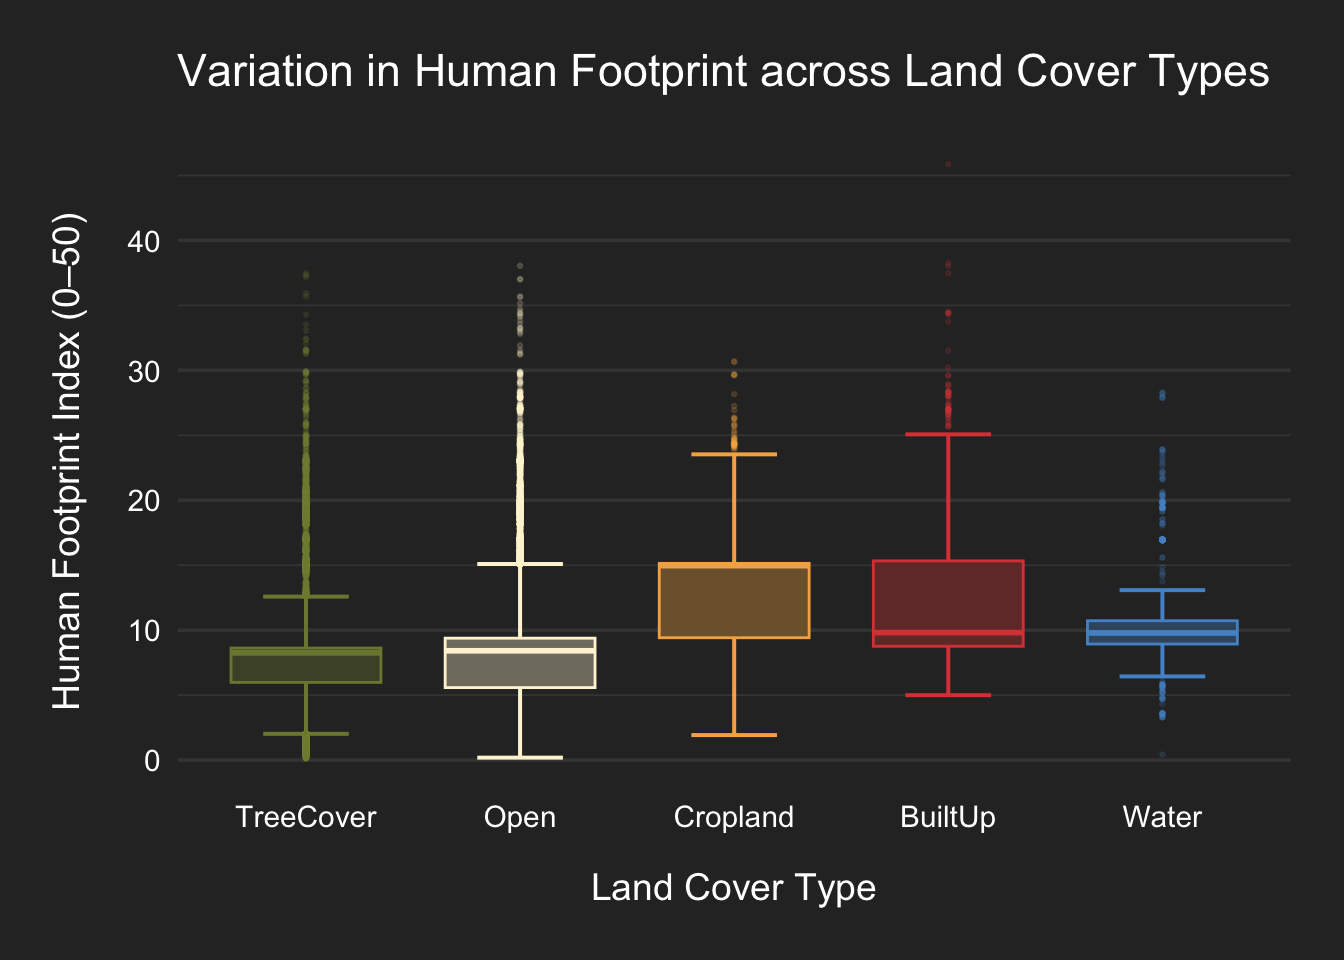 Variation in Human Footprint across Land Cover Types
Human Footprint Index (0–50)
40
30
20
10
0
TreeCover
Open
Cropland
BuiltUp
Water
Land Cover Type